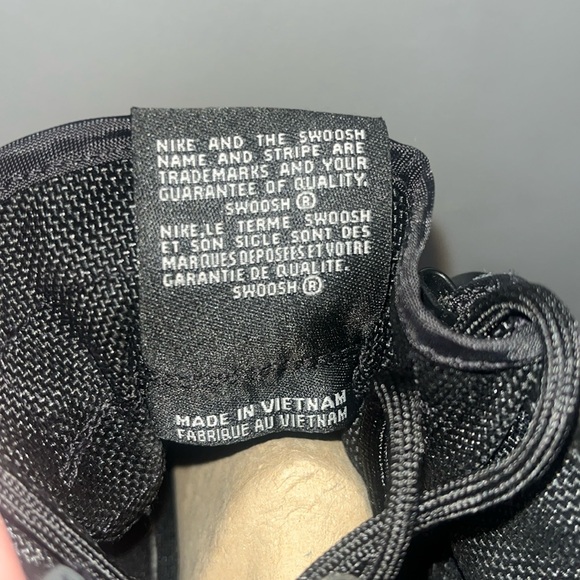 NIKE AND THE SWOOSH
NAME AND STRIPE ARE
TRADEMARKS AND YOUR
GUARANTEE OF QUALITY.
SWOOSH ®
NIKE,LE TERME SWOOSH
ET SON SIGLE SONT DES
MARQUES DEPOSÉES ET VOTRE
GARANTIE DE QUALITE.
SWOOSH ®
MADE IN VIETNAM
FABRIQUE AU VIETNAM